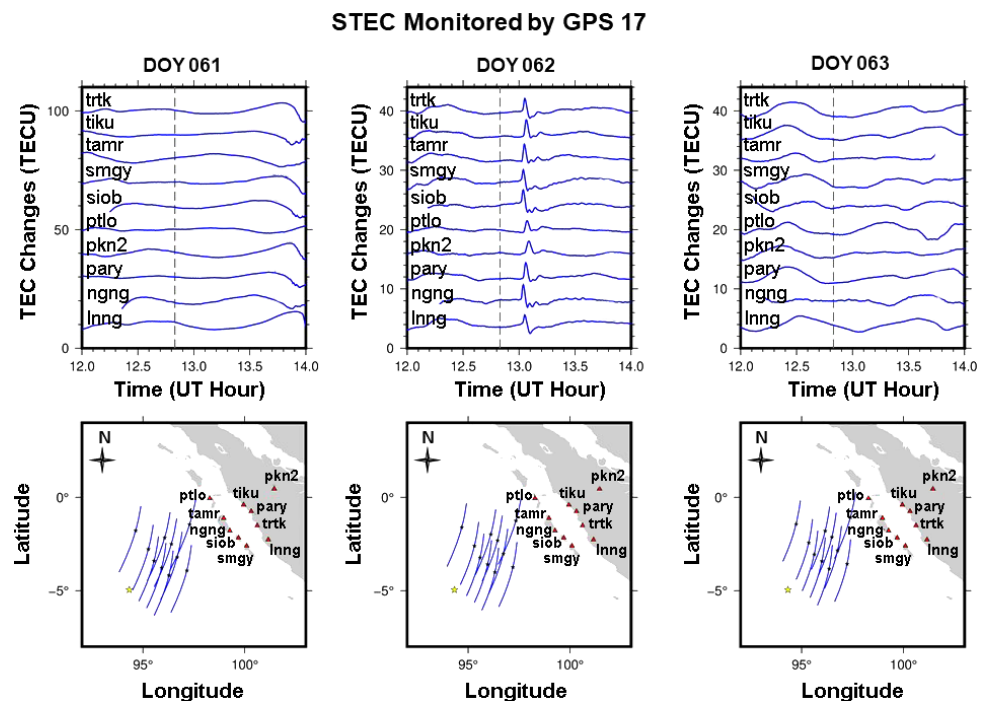 STEC Monitored by GPS 17
DOY 061
TEC Changes (TECU)
100
50
0
trtk
tiku
tamr
smgy
siob
ptlo
pkn2
pary
ngng
lnng
12.0 12.5 13.0 13.5 14.0
Time (UT Hour)
DOY 062
TEC Changes (TECU)
40
30
20
10
0
trtk
tiku
tamr
smgy
siob
ptlo
pkn2
pary
ngng
lnng
12.0 12.5 13.0 13.5 14.0
Time (UT Hour)
DOY 063
TEC Changes (TECU)
40
30
20
10
0
trtk
tiku
tamr
smgy
siob
ptlo
pkn2
pary
ngng
lnng
12.0 12.5 13.0 13.5 14.0
Time (UT Hour)
Latitude
0°
−5°
N
pkn2
ptlo tiku
tamr pary
ngng trtk
siob lnng
smgy
95° 100°
Longitude
Latitude
0°
−5°
N
pkn2
ptlo tiku
tamr pary
ngng trtk
siob lnng
smgy
95° 100°
Longitude
Latitude
0°
−5°
N
pkn2
ptlo tiku
tamr pary
ngng trtk
siob lnng
smgy
95° 100°
Longitude